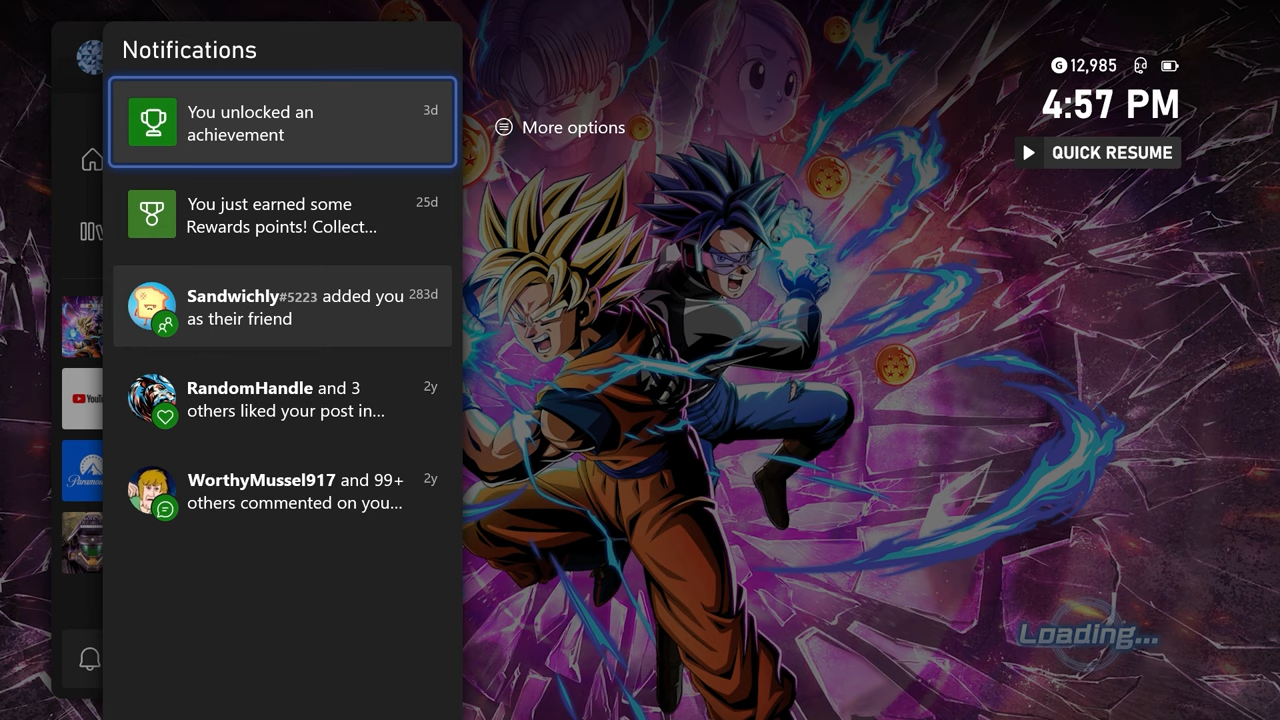 Notifications
You unlocked an
achievement
3d
More options
You just earned some
Rewards points! Collect...
25d
Sandwichly#5223 added you
as their friend
283d
RandomHandle and 3
others liked your post in...
2y
WorthyMussel917 and 99+
others commented on you...
2y
G 12,985
4:57 PM
QUICK RESUME
Loading...